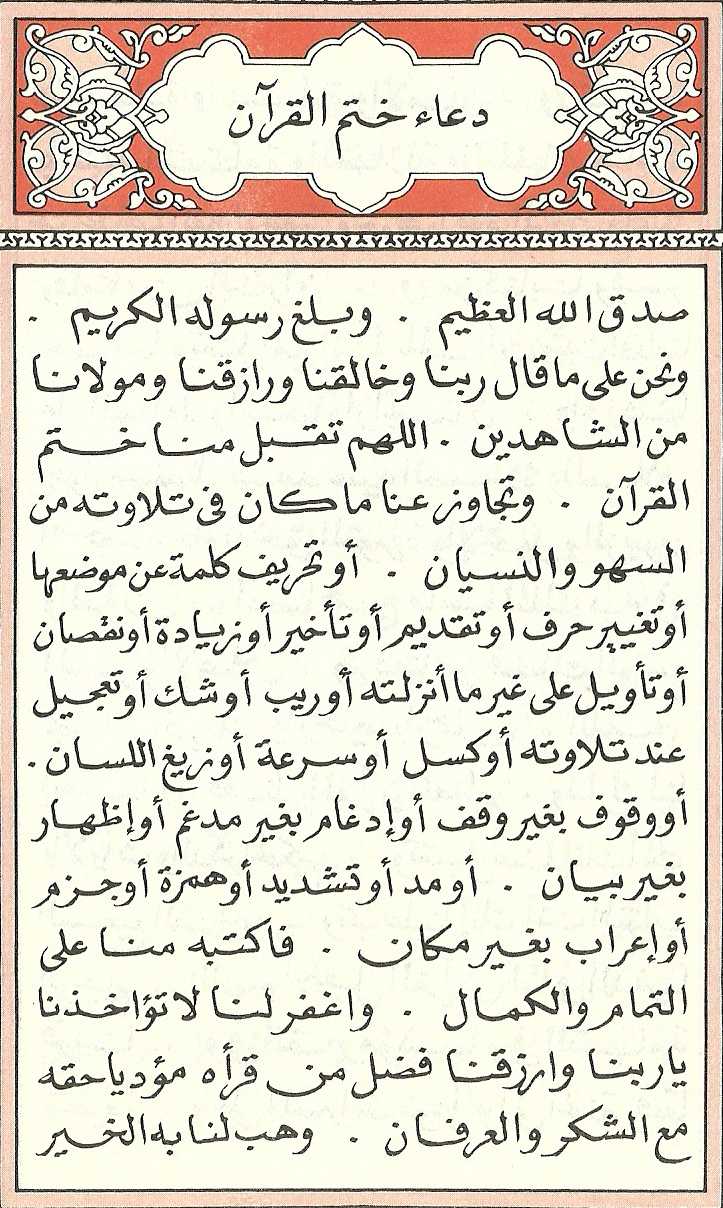 دعاء ختم القرآن
صدق الله العظيم . وبلغ رسوله الكريم .
ونحن على ما قال ربنا وخالقنا ورازقنا ومولانا
من الشاهدين . اللهم تقبل منا ختم
القرآن . وتجاوز عنا ما كان في تلاوته من
السهو والنسيان . أو تحريف كلمة عن موضعها
أو تغيير حرف أو تقديم أو تأخير أو زيادة أو نقصان
أو تأويل على غير ما أنزلته أو ريب أو شك أو تعجيل
عند تلاوته أو كسل أو سرعة أو زيغ اللسان .
أو وقوف بغير وقف أو إدغام بغير مدغم أو إظهار
بغير بيان . أو مد أو تشديد أو همزة أو جزم
أو إعراب بغير مكان . فاكتبه منا على
التمام والكمال . واغفر لنا لا تؤاخذنا
يا ربنا وارزقنا فضل من قرأه مؤديا حقه
مع الشكر والعرفان . وهب لنا به الخير